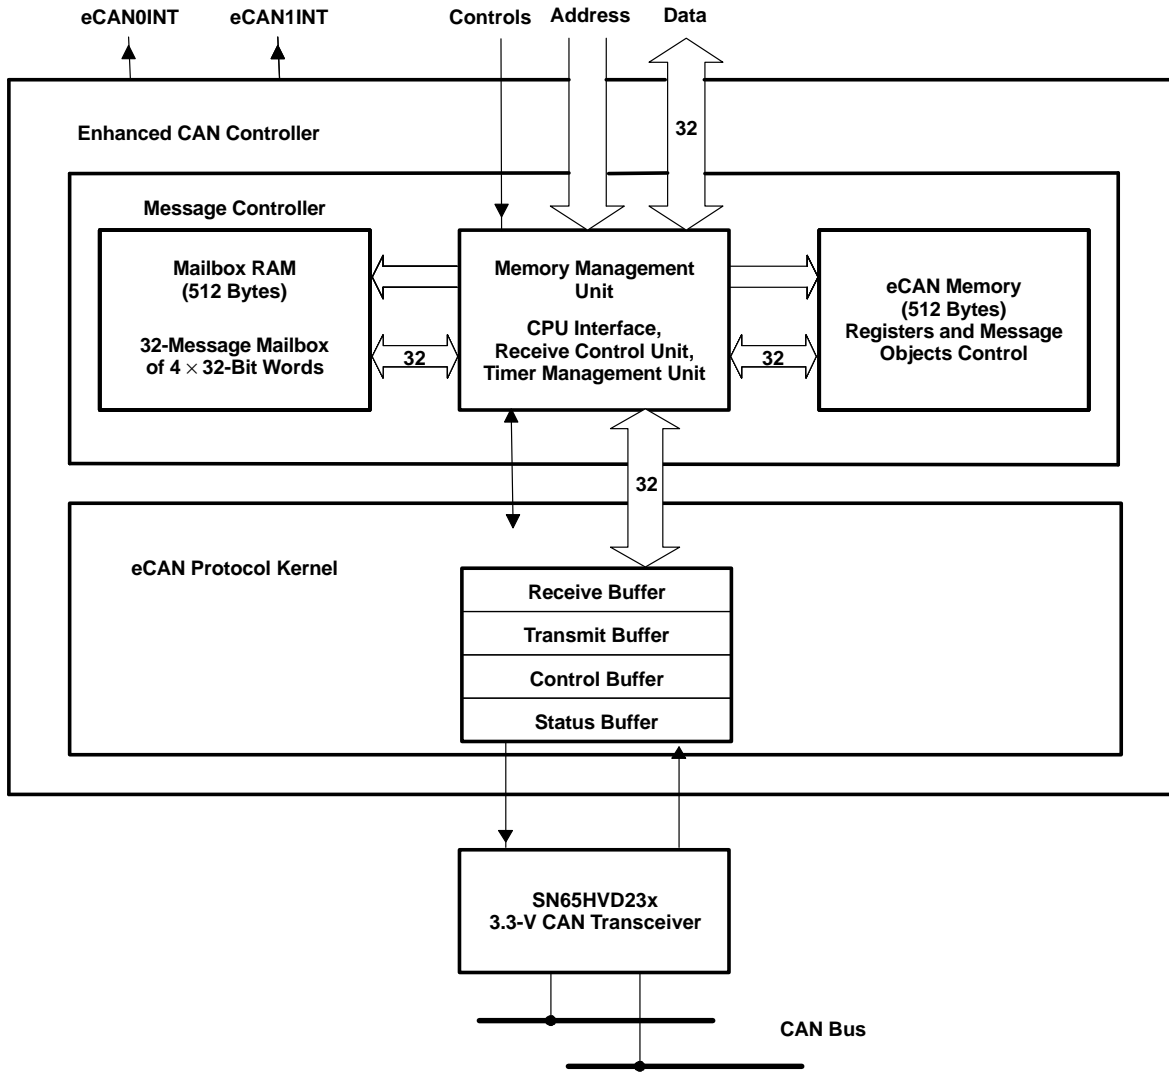 eCAN0INT
eCAN1INT
Controls
Address
Data
32
Enhanced CAN Controller
Message Controller
Mailbox RAM
(512 Bytes)
32-Message Mailbox
of 4 × 32-Bit Words
32
Memory Management
Unit
CPU Interface,
Receive Control Unit,
Timer Management Unit
32
eCAN Memory
(512 Bytes)
Registers and Message
Objects Control
32
eCAN Protocol Kernel
Receive Buffer
Transmit Buffer
Control Buffer
Status Buffer
SN65HVD23x
3.3-V CAN Transceiver
CAN Bus